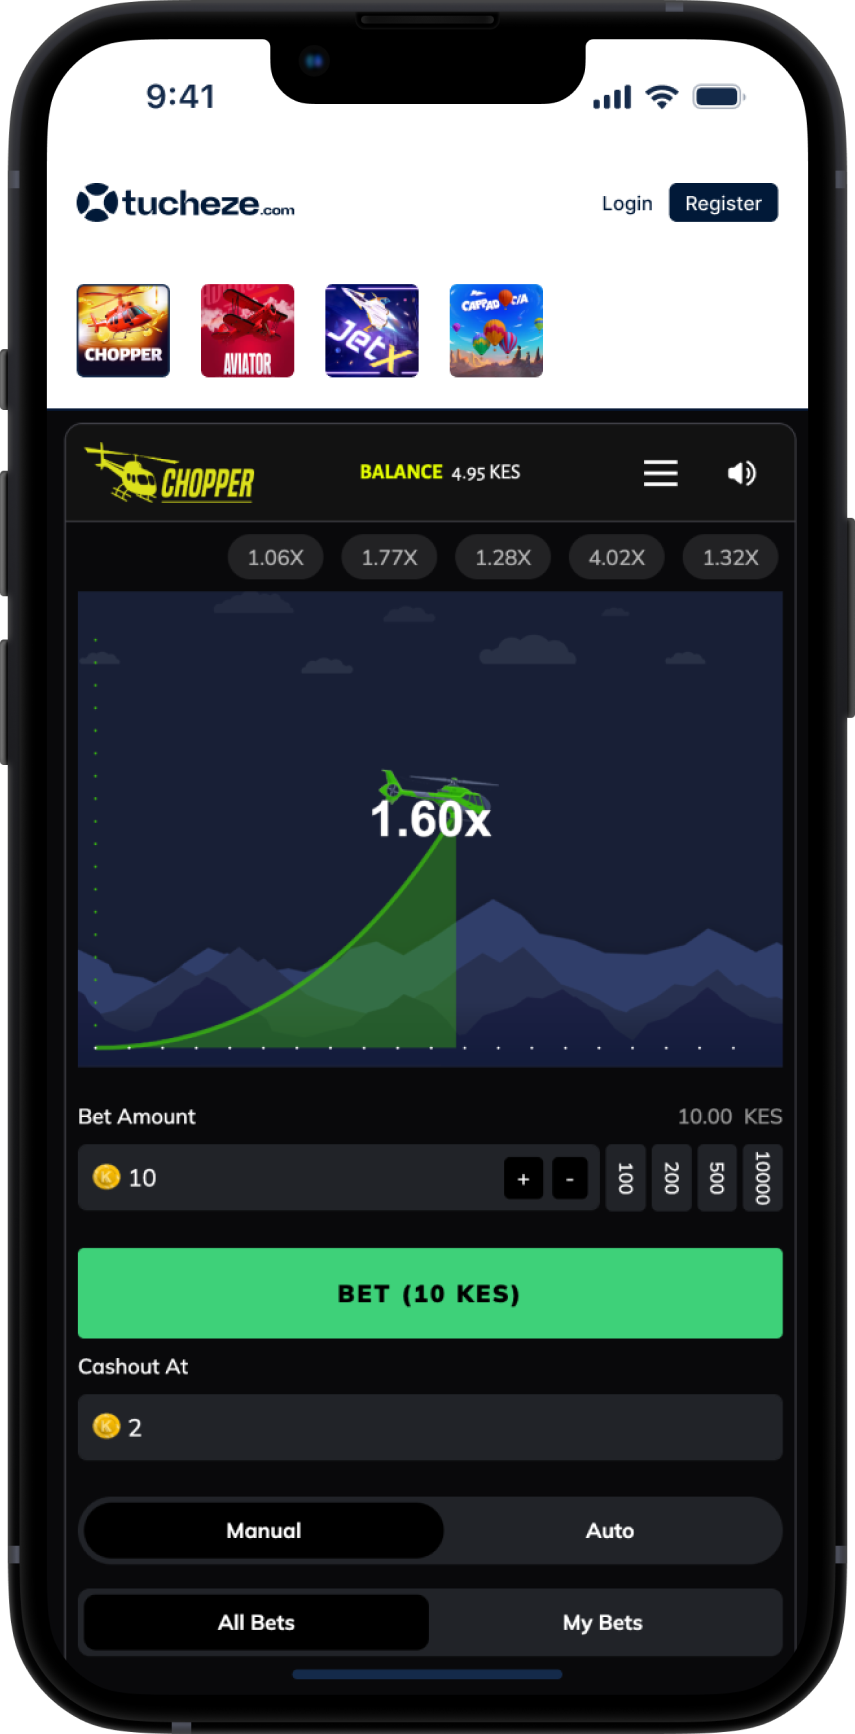 9:41
tucheze.com
Login
Register
CHOPPER
AVIATOR
JetX
CAPPADOCIA
CHOPPER
BALANCE 4.95 KES
1.06X 1.77X 1.28X 4.02X 1.32X
1.60x
Bet Amount
10.00 KES
10
+ - 100 200 500 10000
BET (10 KES)
Cashout At
2
Manual
Auto
All Bets
My Bets